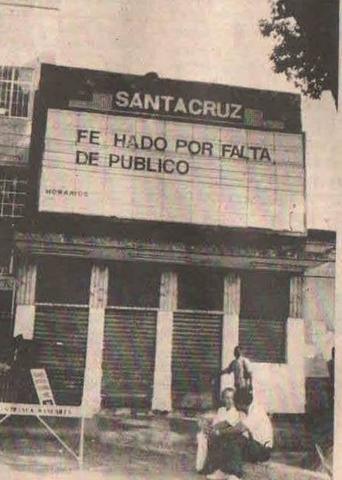 SANTACRUZ
FE HADO POR FALTA
DE PUBLICO
HORARIOS